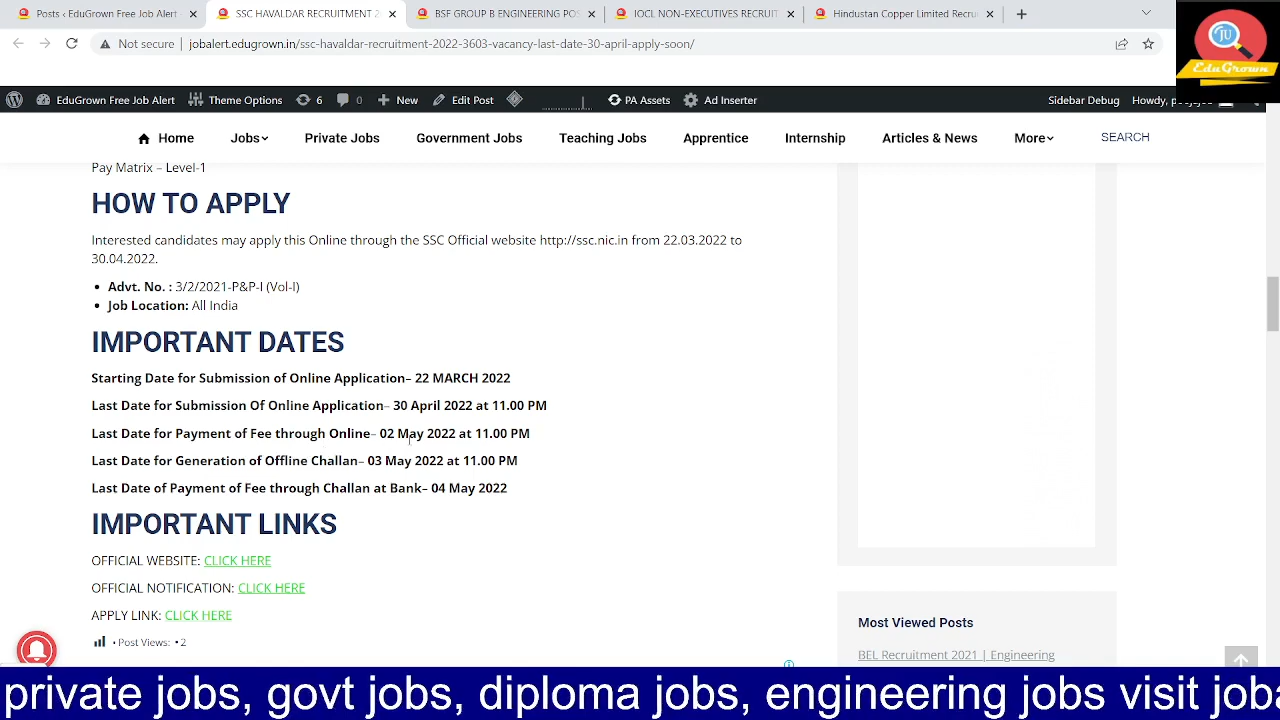 Posts ‹ EduGrown Free Job Alert
SSC HAVALDAR RECRUITMENT 2
IOCL NON-EXECUTIVE RECRUIT
Hindustan Copper Limited
Not secure
jobalert.edugrown.in/ssc-havaldar-recruitment-2022-3603-vacancy-last-date-30-april-apply-soon/
JU
EduGrown
EduGrown Free Job Alert
Theme Options
6
0
New
Edit Post
PA Assets
Ad Inserter
Sidebar Debug
Howdy,
Home
Jobs
Private Jobs
Government Jobs
Teaching Jobs
Apprentice
Internship
Articles & News
More
SEARCH
Pay Matrix – Level-1
HOW TO APPLY
Interested candidates may apply this Online through the SSC Official website http://ssc.nic.in from 22.03.2022 to
30.04.2022.
Advt. No. : 3/2/2021-P&P-I (Vol-I)
Job Location: All India
IMPORTANT DATES
Starting Date for Submission of Online Application– 22 MARCH 2022
Last Date for Submission Of Online Application– 30 April 2022 at 11.00 PM
Last Date for Payment of Fee through Online– 02 May 2022 at 11.00 PM
Last Date for Generation of Offline Challan– 03 May 2022 at 11.00 PM
Last Date of Payment of Fee through Challan at Bank– 04 May 2022
IMPORTANT LINKS
OFFICIAL WEBSITE: CLICK HERE
OFFICIAL NOTIFICATION: CLICK HERE
APPLY LINK: CLICK HERE
• Post Views: • 2
Most Viewed Posts
BEL Recruitment 2021 | Engineering
private jobs, govt jobs, diploma jobs, engineering jobs visit joba